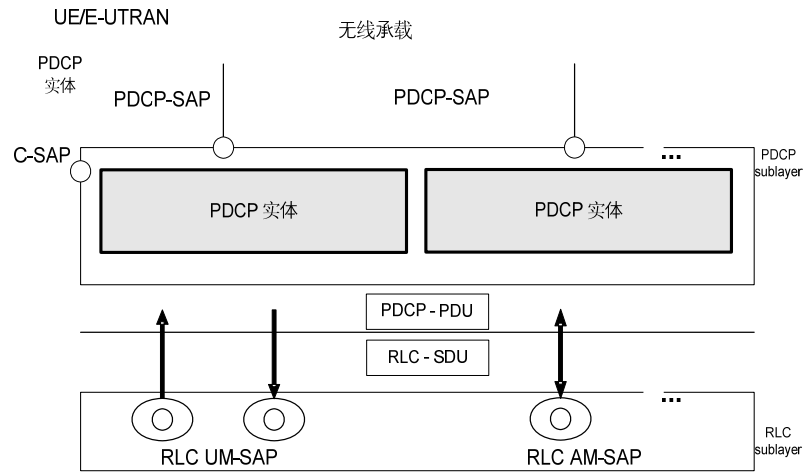 UE/E-UTRAN
无线承载
PDCP
实体
PDCP-SAP
PDCP-SAP
C-SAP
...
PDCP
sublayer
PDCP 实体
PDCP 实体
PDCP - PDU
RLC - SDU
...
RLC UM-SAP
RLC AM-SAP
RLC
sublayer